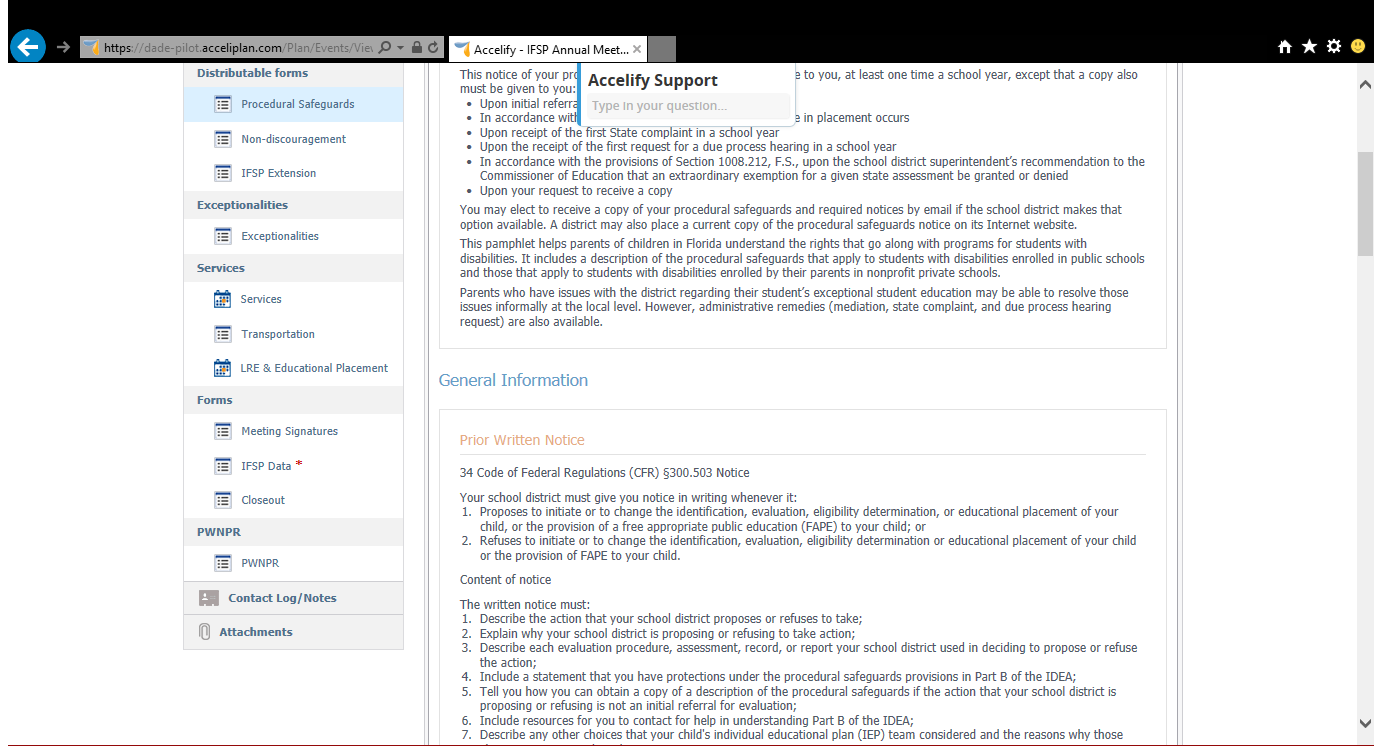 https://dade-pilot.acceliplan.com/Plan/Events/Vie
Accelify - IFSP Annual Meet...
Accelify Support
Type in your question...
Distributable forms
Procedural Safeguards
Non-discouragement
IFSP Extension
Exceptionalities
Exceptionalities
Services
Services
Transportation
LRE & Educational Placement
Forms
Meeting Signatures
IFSP Data *
Closeout
PWNPR
PWNPR
Contact Log/Notes
Attachments
This notice of your e to you, at least one time a school year, except that a copy also
must be given to you:
• Upon initial
• In accordance e in placement occurs
• Upon receipt of the first State complaint in a school year
• Upon the receipt of the first request for a due process hearing in a school year
• In accordance with the provisions of Section 1008.212, F.S., upon the school district superintendent's recommendation to the
Commissioner of Education that an extraordinary exemption for a given state assessment be granted or denied
• Upon your request to receive a copy
You may elect to receive a copy of your procedural safeguards and required notices by email if the school district makes that
option available. A district may also place a current copy of the procedural safeguards notice on its Internet website.
This pamphlet helps parents of children in Florida understand the rights that go along with programs for students with
disabilities. It includes a description of the procedural safeguards that apply to students with disabilities enrolled in public schools
and those that apply to students with disabilities enrolled by their parents in nonprofit private schools.
Parents who have issues with the district regarding their student's exceptional student education may be able to resolve those
issues informally at the local level. However, administrative remedies (mediation, state complaint, and due process hearing
request) are also available.
General Information
Prior Written Notice
34 Code of Federal Regulations (CFR) §300.503 Notice
Your school district must give you notice in writing whenever it:
1. Proposes to initiate or to change the identification, evaluation, eligibility determination, or educational placement of your
child, or the provision of a free appropriate public education (FAPE) to your child; or
2. Refuses to initiate or to change the identification, evaluation, eligibility determination or educational placement of your child
or the provision of FAPE to your child.
Content of notice
The written notice must:
1. Describe the action that your school district proposes or refuses to take;
2. Explain why your school district is proposing or refusing to take action;
3. Describe each evaluation procedure, assessment, record, or report your school district used in deciding to propose or refuse
the action;
4. Include a statement that you have protections under the procedural safeguards provisions in Part B of the IDEA;
5. Tell you how you can obtain a copy of a description of the procedural safeguards if the action that your school district is
proposing or refusing is not an initial referral for evaluation;
6. Include resources for you to contact for help in understanding Part B of the IDEA;
7. Describe any other choices that your child's individual educational plan (IEP) team considered and the reasons why those